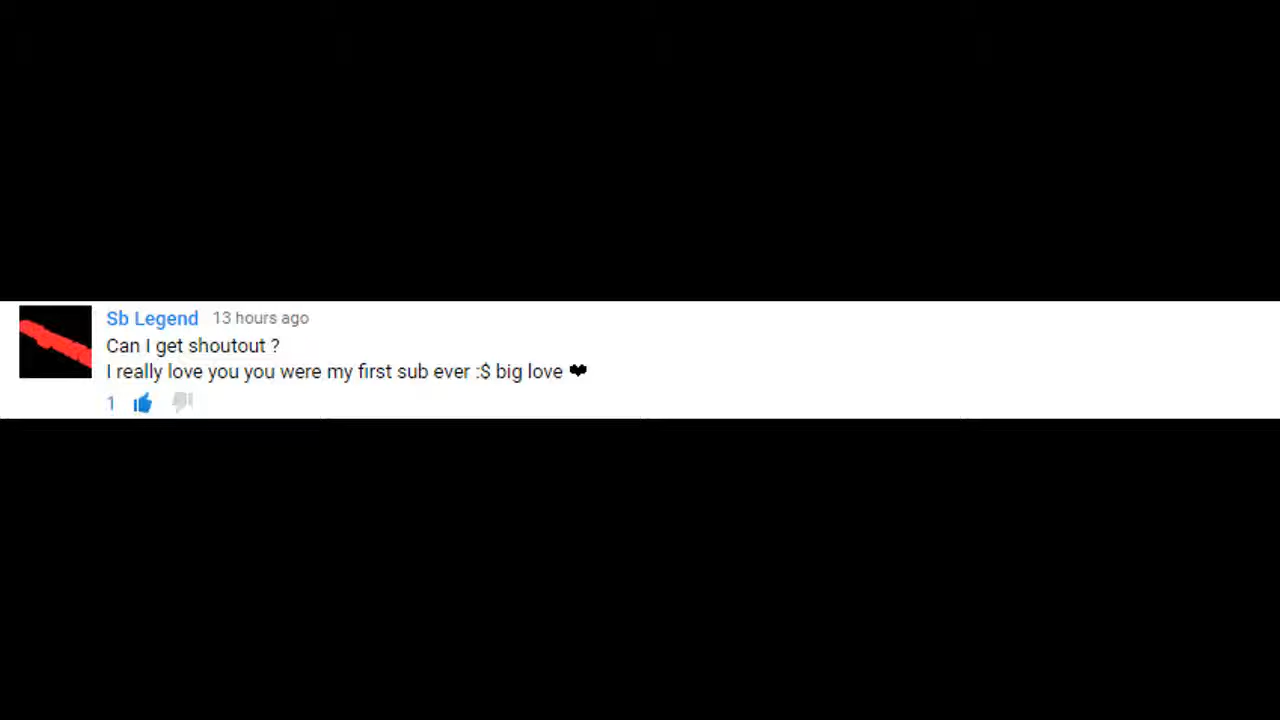 Sb Legend 13 hours ago
Can I get shoutout ?
I really love you you were my first sub ever :$ big love ❤
1